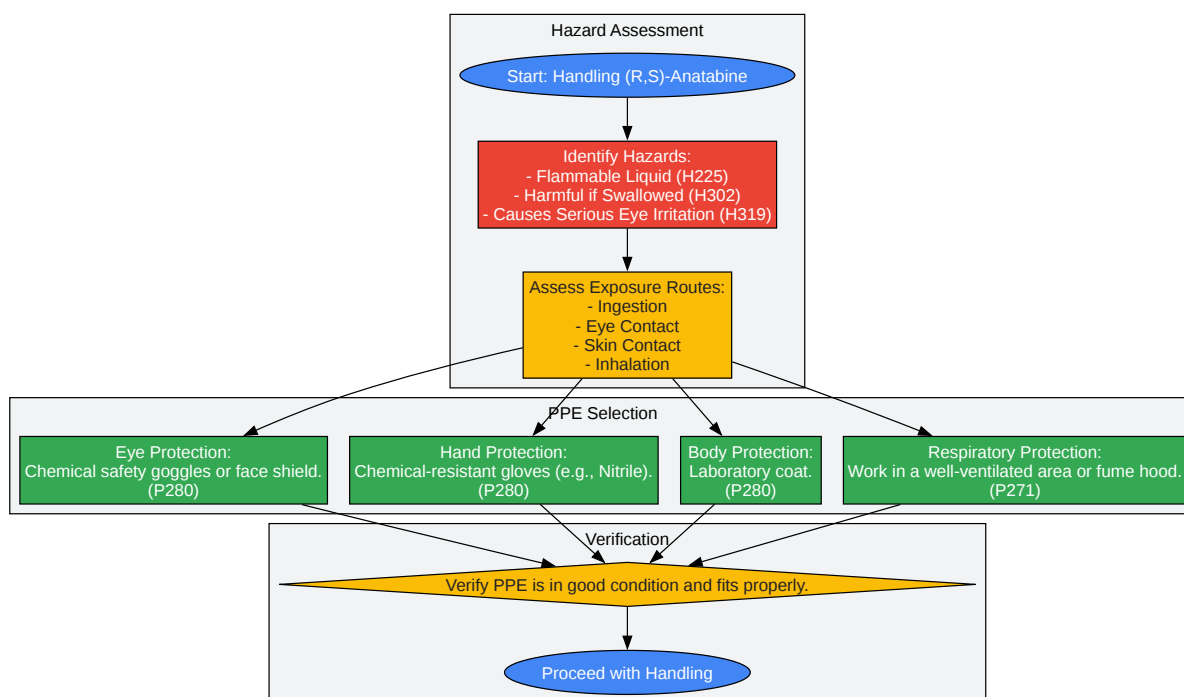 Hazard Assessment
Start: Handling (R,S)-Anatabine
Identify Hazards:
- Flammable Liquid (H225)
- Harmful if Swallowed (H302)
- Causes Serious Eye Irritation (H319)
Assess Exposure Routes:
- Ingestion
- Eye Contact
- Skin Contact
- Inhalation
PPE Selection
Eye Protection:
Chemical safety goggles or face shield.
(P280)
Hand Protection:
Chemical-resistant gloves (e.g., Nitrile).
(P280)
Body Protection:
Laboratory coat.
(P280)
Respiratory Protection:
Work in a well-ventilated area or fume hood.
(P271)
Verification
Verify PPE is in good condition and fits properly.
Proceed with Handling